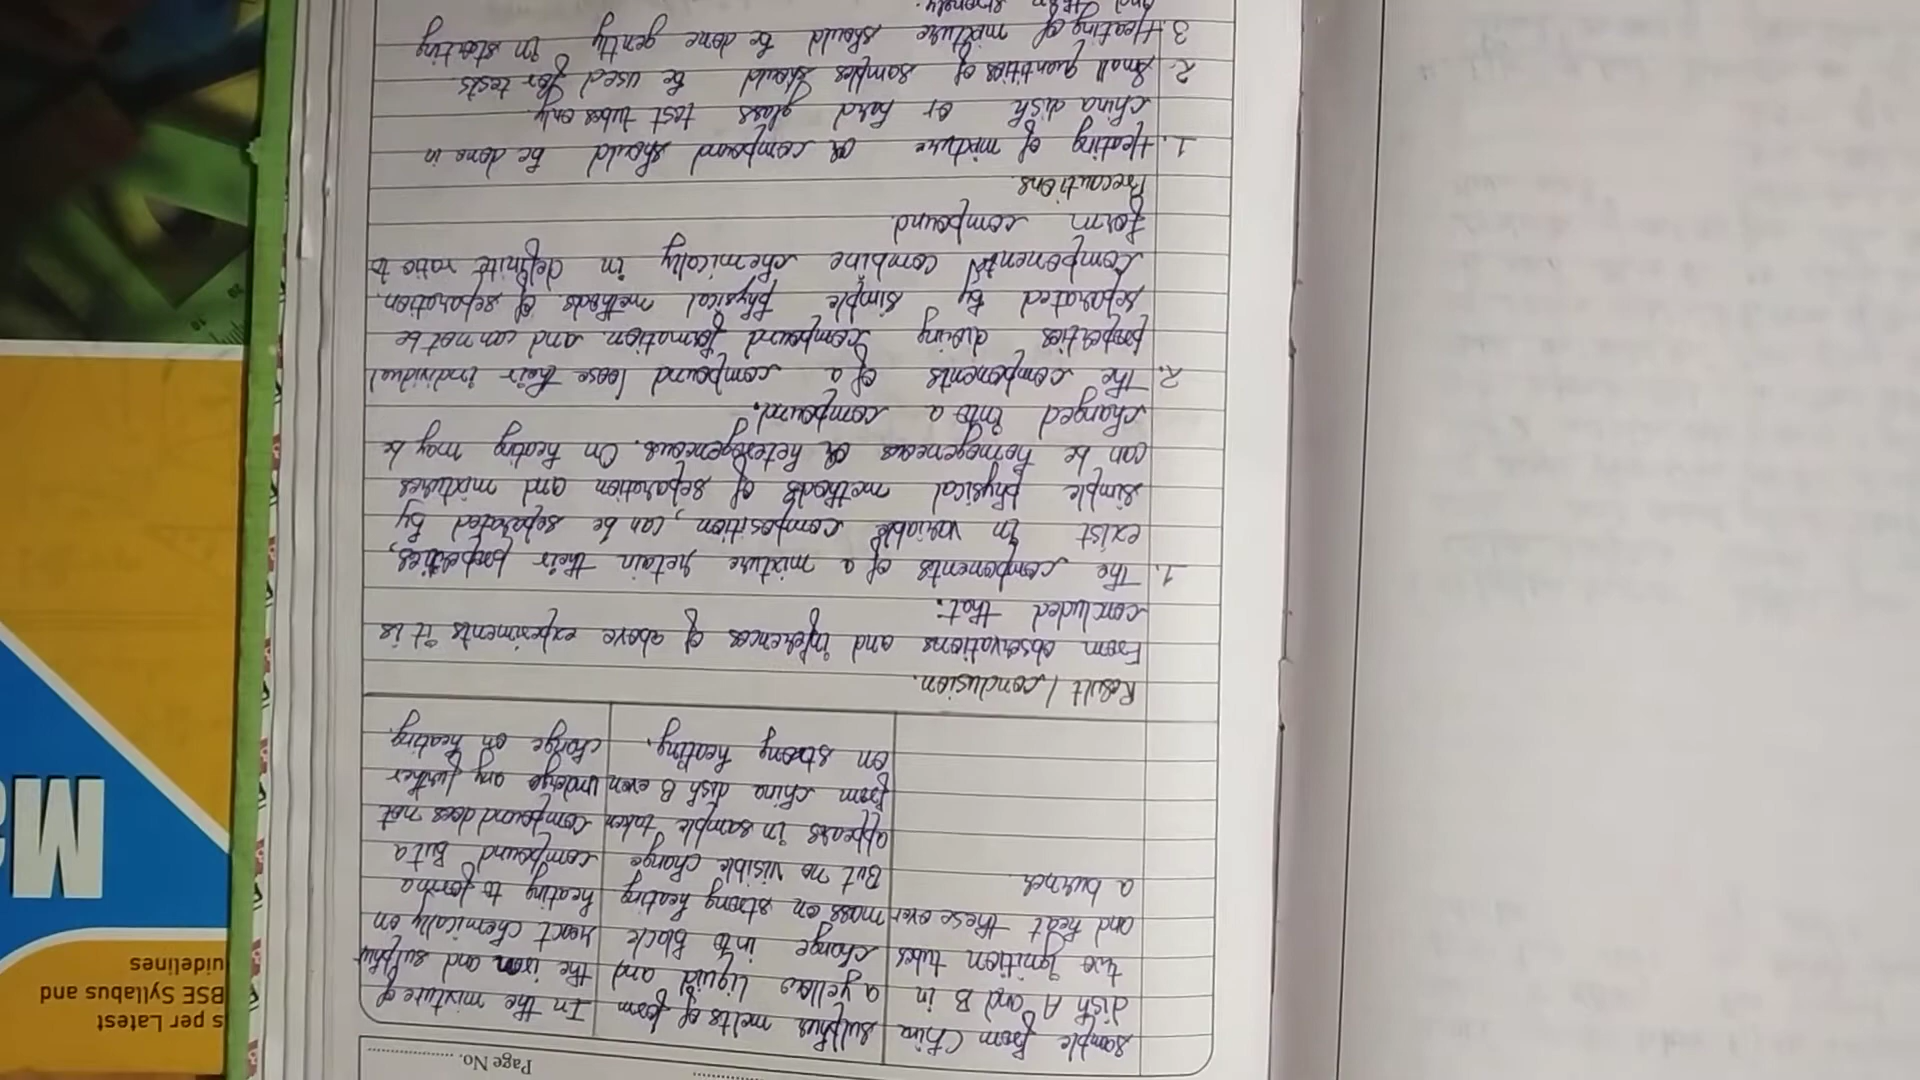 Page No. ..................
sample from China | sulphur melts of form | In the mixture of
dish A and B in | a yellow liquid and | the iron and sulphur
two ignition tubes | change into black | react chemically on
and heat these over | mass on strong heating | heating to form a
a burner. | But no visible change | compound But a
appears in sample taken | compound does not
from china dish B even | undergo any further
on strong heating. | change on heating.
Result / conclusion.
From observations and inferences of above experiments it is
concluded that:
1. The components of a mixture retain their properties,
exist in variable composition, can be separated by
simple physical methods of separation and mixtures
can be homogeneous or heterogeneous. On heating may be
changed into a compound.
2. The components of a compound loose their individual
properties during compound formation and can not be
separated by simple physical methods of separation.
components combine chemically in definite ratio to
form compound.
Precautions.
1. Heating of mixture or compound should be done in
china dish or hard glass test tubes only.
2. Small quantities of samples should be used for tests
3. Heating of mixture should be done gently in starting
and then strongly.
s per Latest
BSE Syllabus and
uidelines
M